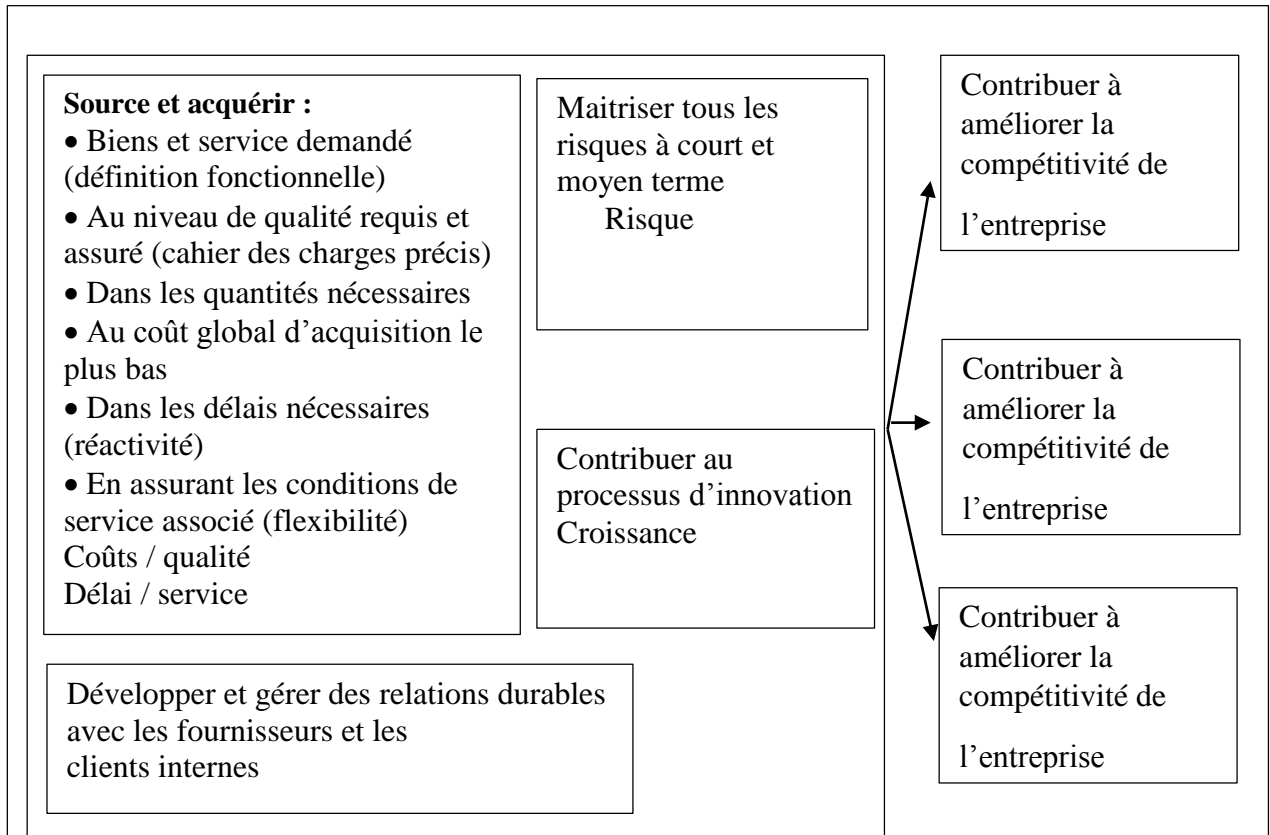 Source et acquérir :
• Biens et service demandé
(définition fonctionnelle)
• Au niveau de qualité requis et
assuré (cahier des charges précis)
• Dans les quantités nécessaires
• Au coût global d’acquisition le
plus bas
• Dans les délais nécessaires
(réactivité)
• En assurant les conditions de
service associé (flexibilité)
Coûts / qualité
Délai / service
Maitriser tous les
risques à court et
moyen terme
Risque
Contribuer au
processus d’innovation
Croissance
Développer et gérer des relations durables
avec les fournisseurs et les
clients internes
Contribuer à
améliorer la
compétitivité de
l’entreprise
Contribuer à
améliorer la
compétitivité de
l’entreprise
Contribuer à
améliorer la
compétitivité de
l’entreprise